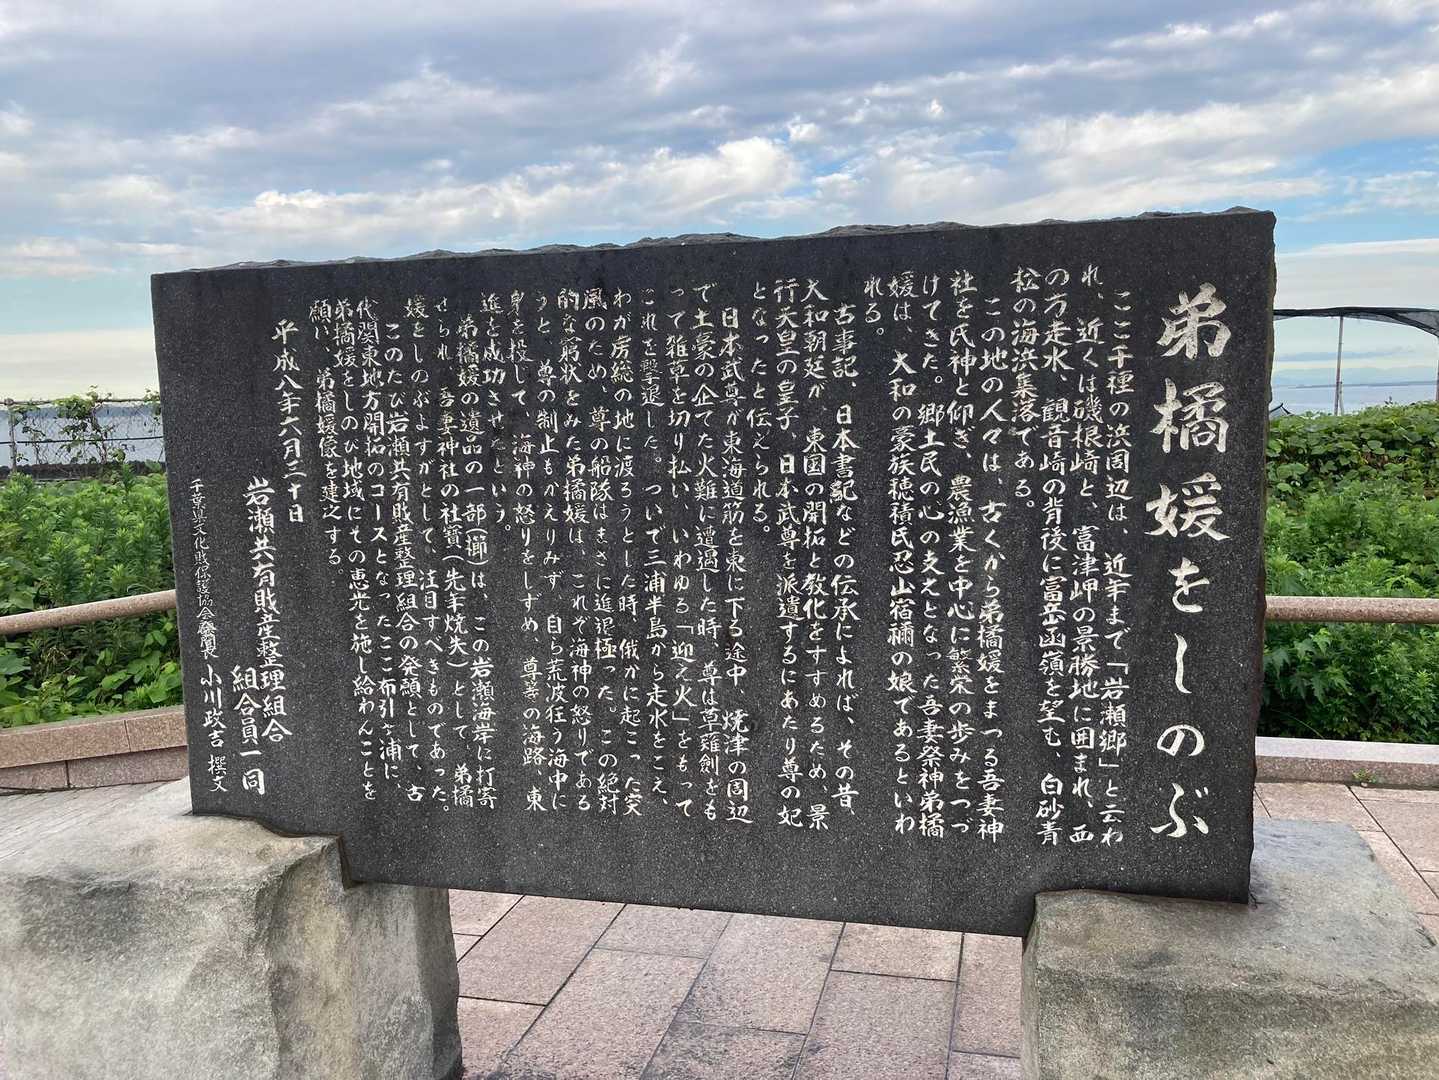 弟橘媛をしのぶ
ここ千種の浜周辺は、近年まで「岩瀬郷」と云わ
れ、近くは磯根崎と、富津岬の景勝地に囲まれ、西
の方走水、観音崎の背後に富岳函嶺を望む、白砂青
松の海浜集落である。
この地の人々は、古くから弟橘媛をまつる吾妻神
社を氏神と仰ぎ、農漁業を中心に繁栄の歩みをつづ
けてきた。郷土民の心の支えとなった吾妻祭神弟橘
媛は、大和の豪族穂積氏忍山宿禰の娘であるといわ
れる。
古事記、日本書記などの伝承によれば、その昔、
大和朝廷が、東国の開拓と教化をすすめるため、景
行天皇の皇子、日本武尊を派遣するにあたり尊の妃
となったと伝えられる。
日本武尊が東海道筋を東に下る途中、焼津の周辺
で土豪の企てた火難に遭遇した時、尊は草薙劍をも
って雑草を切り払い、いわゆる「迎え火」をもって
これを撃退した。ついで三浦半島から走水をこえ、
わが房総の地に渡ろうとした時、俄かに起こった突
風のため、尊の船隊はまさに進退極った。この絶対
的な窮状をみた弟橘媛は、これぞ海神の怒りである
うと、尊の制止もかえりみず、自ら荒波狂う海中に
身を投して、海神の怒りをしずめ、尊等の海路、東
進を成功させたという。
弟橘媛の遺品の一部(櫛)は、この岩瀬海岸に打寄
せられ、吾妻神社の社寳(先年焼失)として、弟橘
媛をしのぶよすがとして、注目すべきものであった。
このたび岩瀬共有財産整理組合の発願として、古
代関東地方開拓のコースとなったここ布引ヶ浦に、
弟橘媛をしのび地域にその恵光を施し給わんことを
願い、弟橘媛像を建之する。
平成八年六月三十日
岩瀬共有財産整理組合
組合員一同
千葉県文化財保護協会 小川政吉 撰文